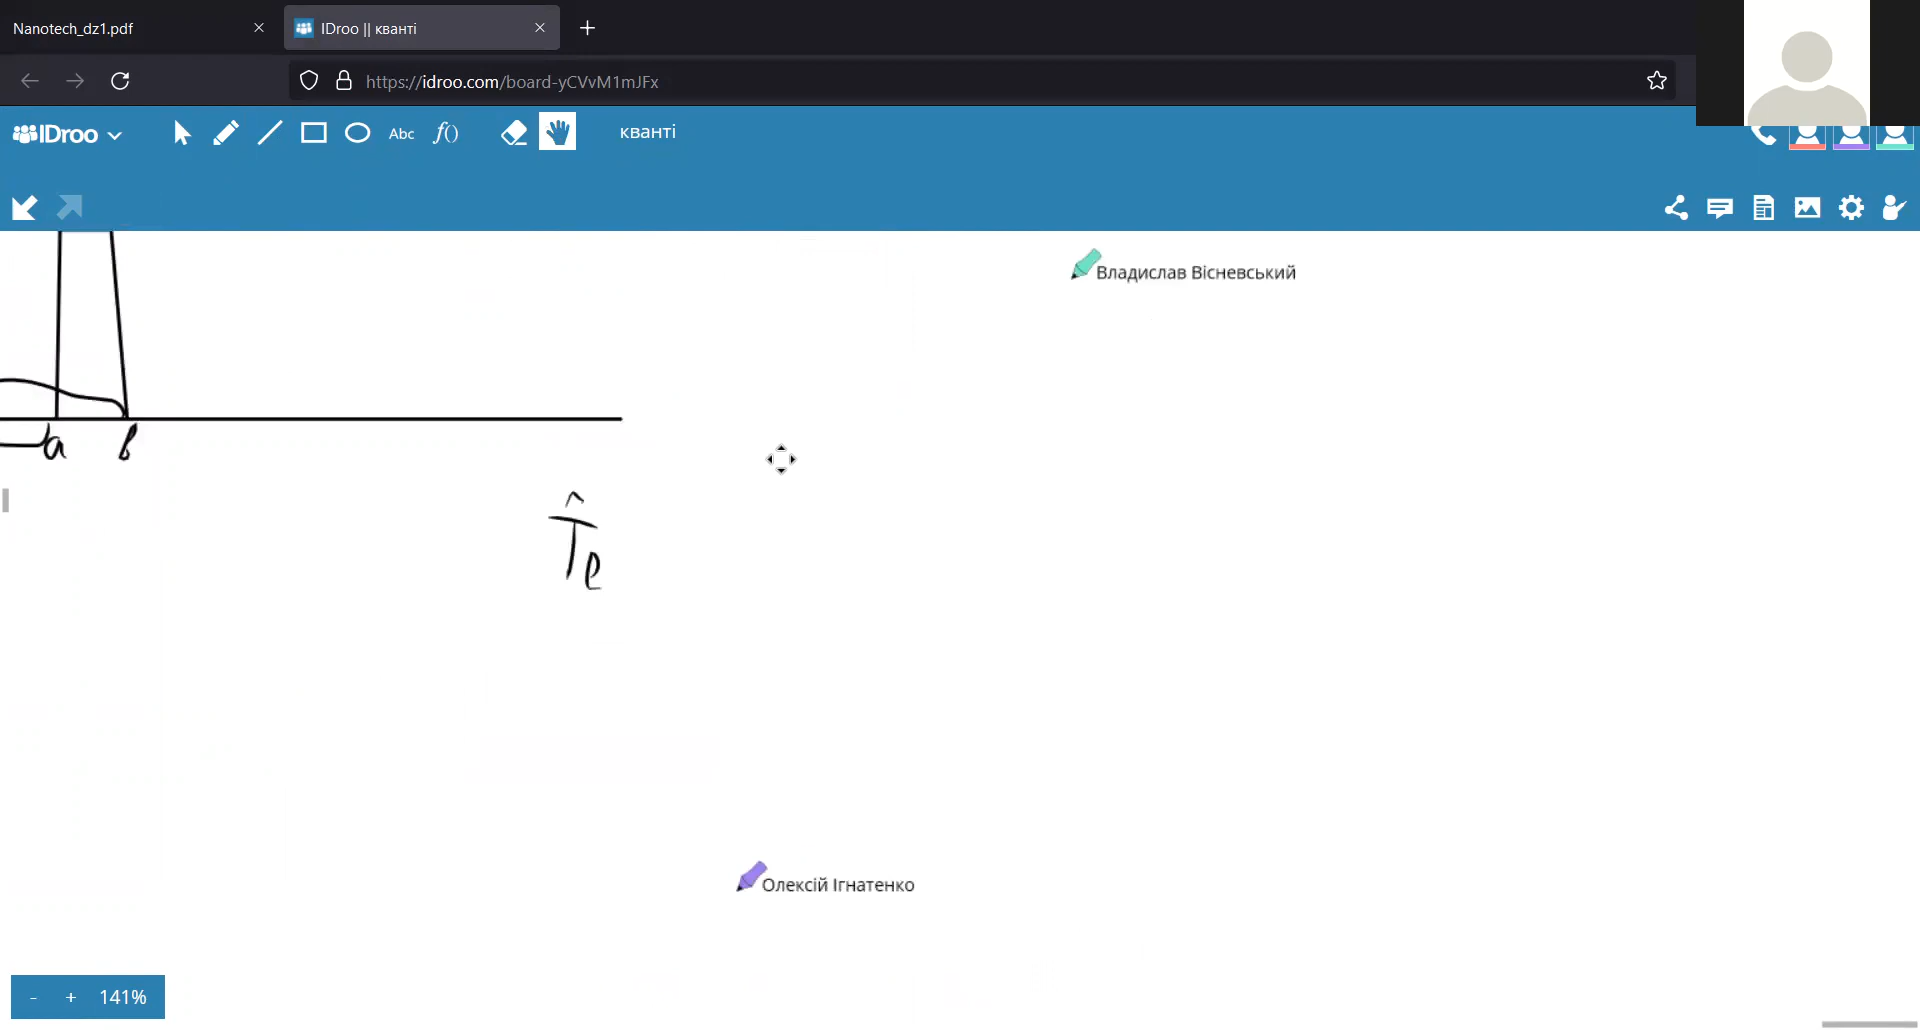 Nanotech_dz1.pdf
IDroo || кванті
https://idroo.com/board-yCVvM1mJFx
IDroo
Abc
f()
кванті
Владислав Вісневський
a
b
T̂e
Олексій Ігнатенко
- + 141%